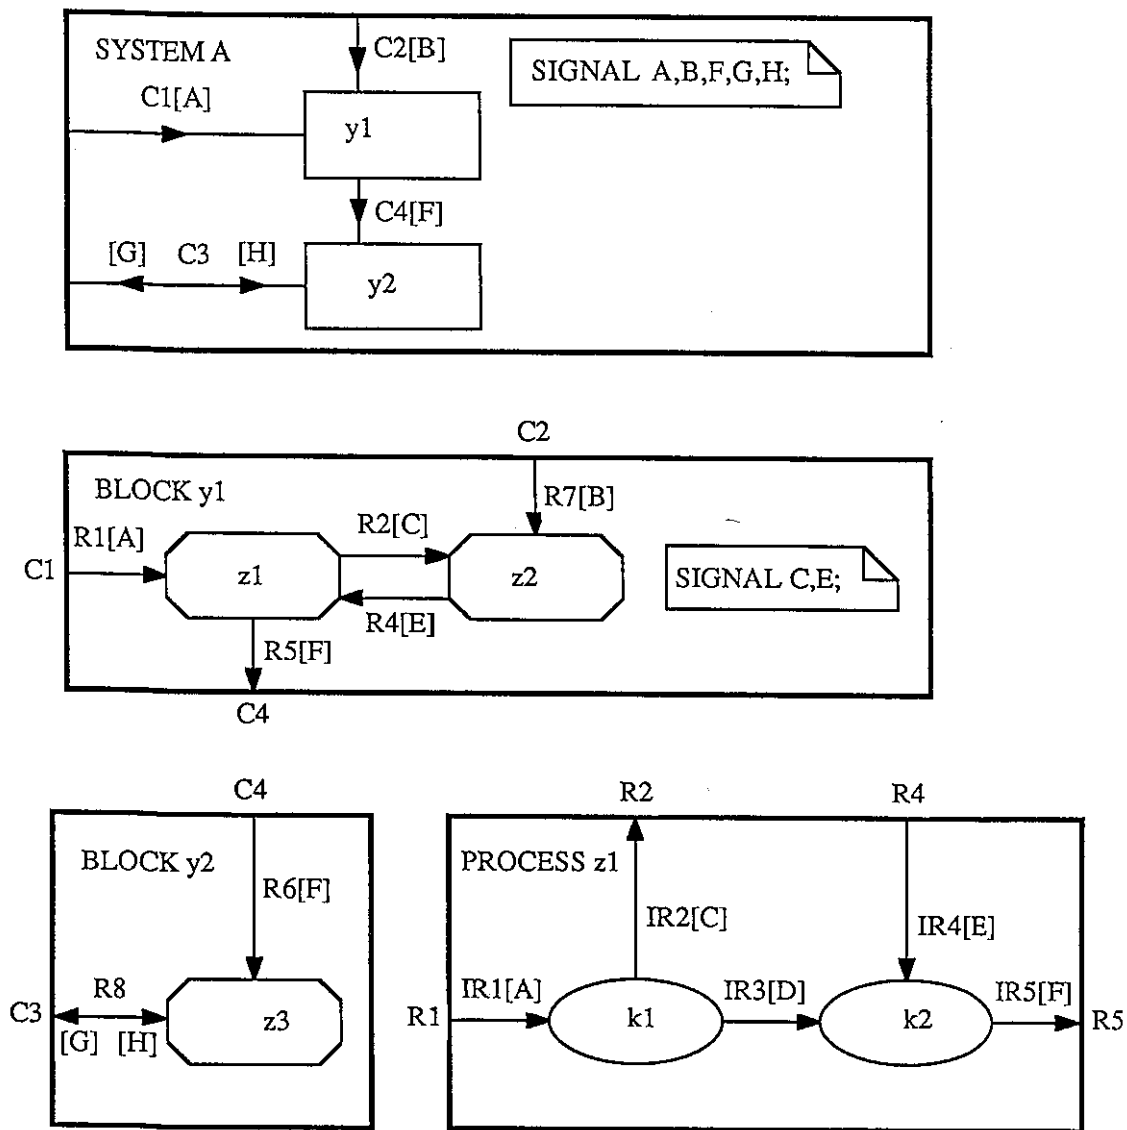 SYSTEM A
C2[B]
SIGNAL A,B,F,G,H;
C1[A]
y1
C4[F]
[G] C3 [H]
y2
C2
BLOCK y1
R7[B]
R1[A]
R2[C]
C1
z1
z2
SIGNAL C,E;
R4[E]
R5[F]
C4
C4
BLOCK y2
R6[F]
R8
C3
z3
[G] [H]
R2
R4
PROCESS z1
IR2[C]
IR4[E]
IR1[A]
IR3[D]
IR5[F]
R1
k1
k2
R5